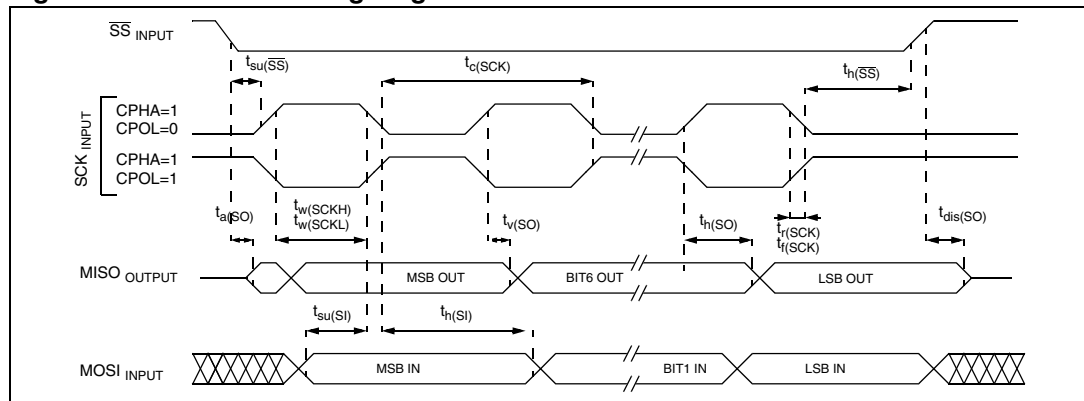 SS INPUT
tsu(SS)
tc(SCK)
th(SS)
SCK INPUT
CPHA=1
CPOL=0
CPHA=1
CPOL=1
ta(SO)
tw(SCKH)
tw(SCKL)
tv(SO)
th(SO)
tr(SCK)
tf(SCK)
tdis(SO)
MISO OUTPUT
MSB OUT
BIT6 OUT
LSB OUT
tsu(SI)
th(SI)
MOSI INPUT
MSB IN
BIT1 IN
LSB IN